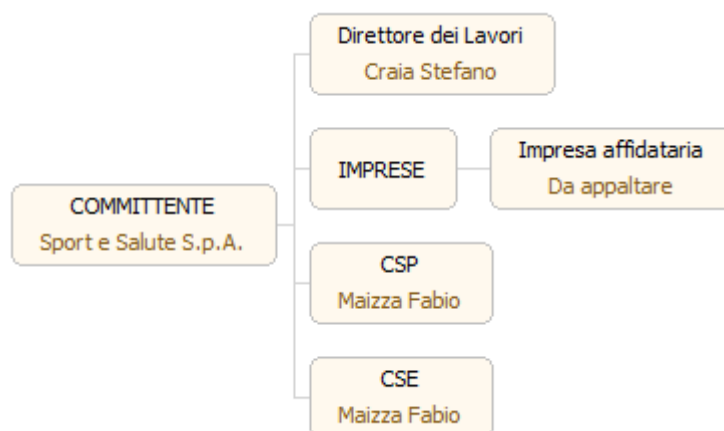 COMMITTENTE
Sport e Salute S.p.A.
Direttore dei Lavori
Craia Stefano
IMPRESE
Impresa affidataria
Da appaltare
CSP
Maizza Fabio
CSE
Maizza Fabio